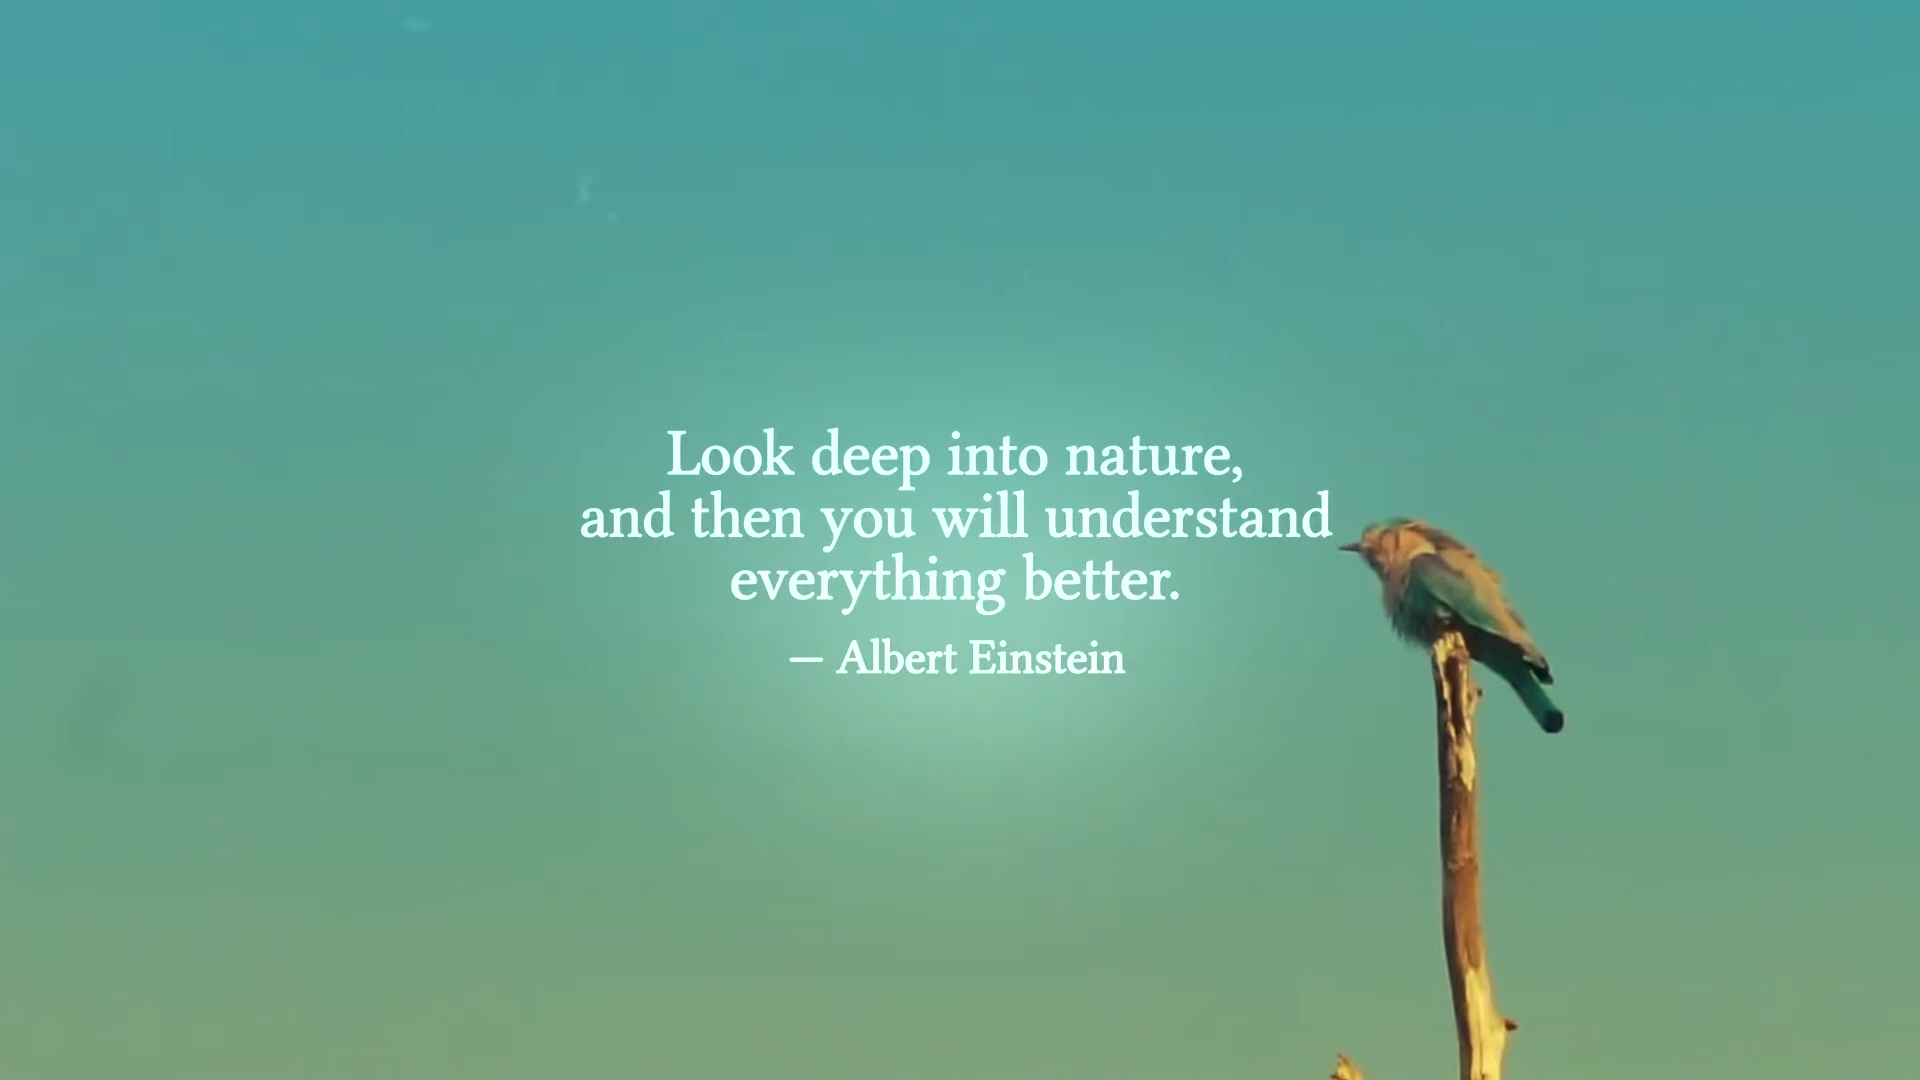 Look deep into nature,
and then you will understand
everything better.
— Albert Einstein